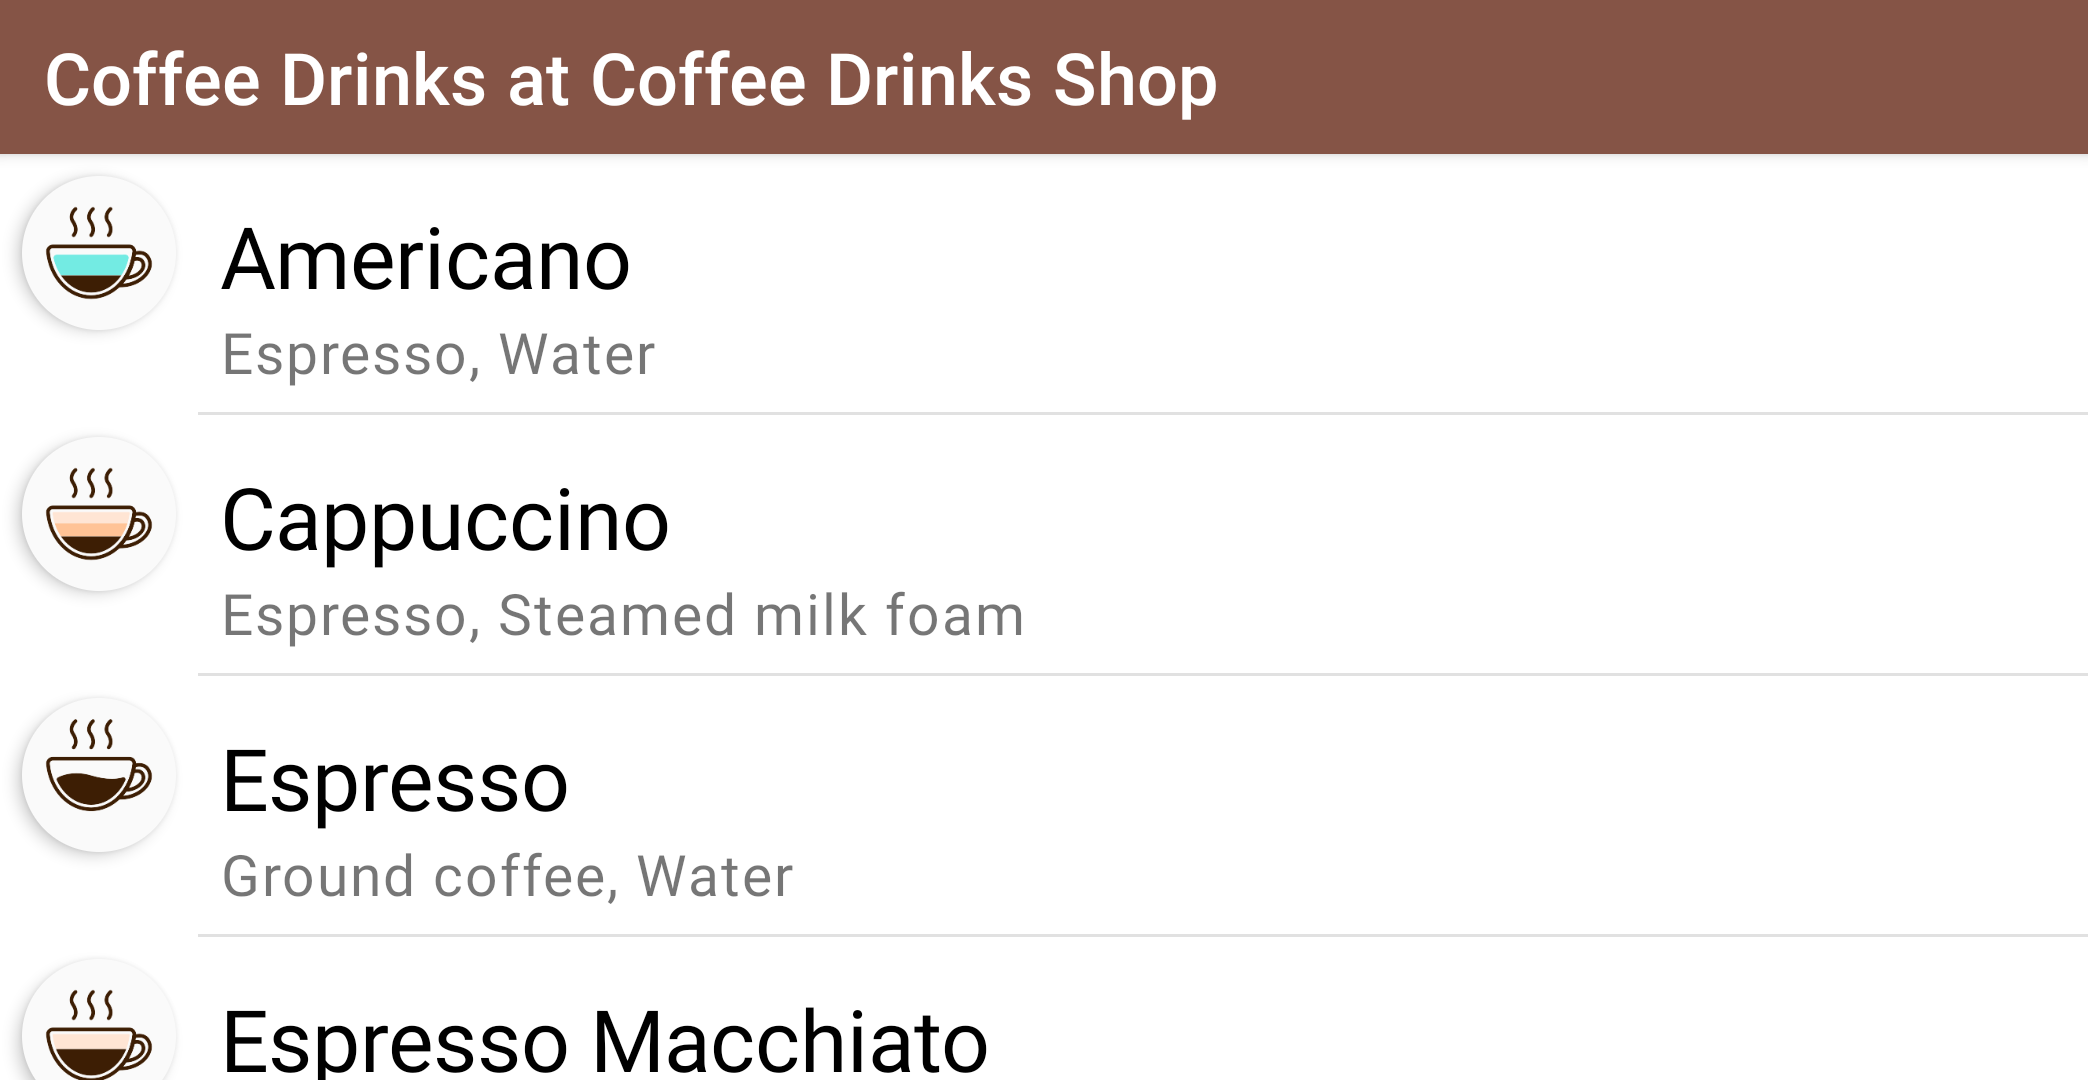 Coffee Drinks at Coffee Drinks Shop
Americano
Espresso, Water
Cappuccino
Espresso, Steamed milk foam
Espresso
Ground coffee, Water
Espresso Macchiato